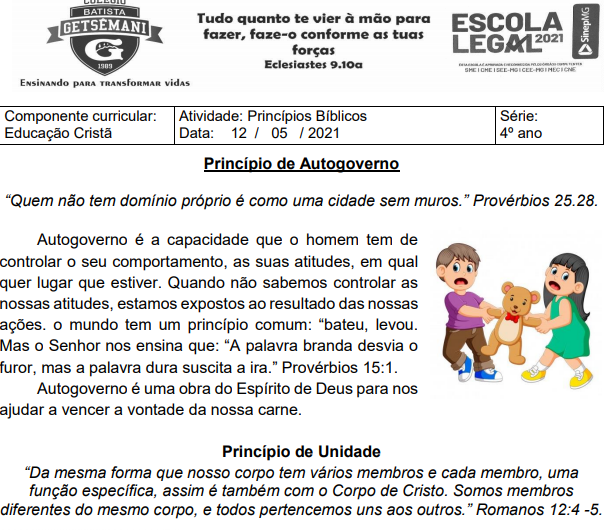 COLÉGIO
BATISTA
GETSÊMANI
G
1989
Ensinando para transformar vidas
Tudo quanto te vier à mão para
fazer, faze-o conforme as tuas
forças
Eclesiastes 9.10a
ESCOLA
LEGAL 2021
SinepMG
SME | CME | SEE-MG | CEE-MG | MEC | CNE
Componente curricular:
Educação Cristã
Atividade: Princípios Bíblicos
Data: 12 / 05 / 2021
Série:
4º ano
Princípio de Autogoverno
“Quem não tem domínio próprio é como uma cidade sem muros.” Provérbios 25.28.
Autogoverno é a capacidade que o homem tem de
controlar o seu comportamento, as suas atitudes, em qual
quer lugar que estiver. Quando não sabemos controlar as
nossas atitudes, estamos expostos ao resultado das nossas
ações. o mundo tem um princípio comum: “bateu, levou.
Mas o Senhor nos ensina que: “A palavra branda desvia o
furor, mas a palavra dura suscita a ira.” Provérbios 15:1.
Autogoverno é uma obra do Espírito de Deus para nos
ajudar a vencer a vontade da nossa carne.
Princípio de Unidade
“Da mesma forma que nosso corpo tem vários membros e cada membro, uma
função específica, assim é também com o Corpo de Cristo. Somos membros
diferentes do mesmo corpo, e todos pertencemos uns aos outros.” Romanos 12:4 -5.